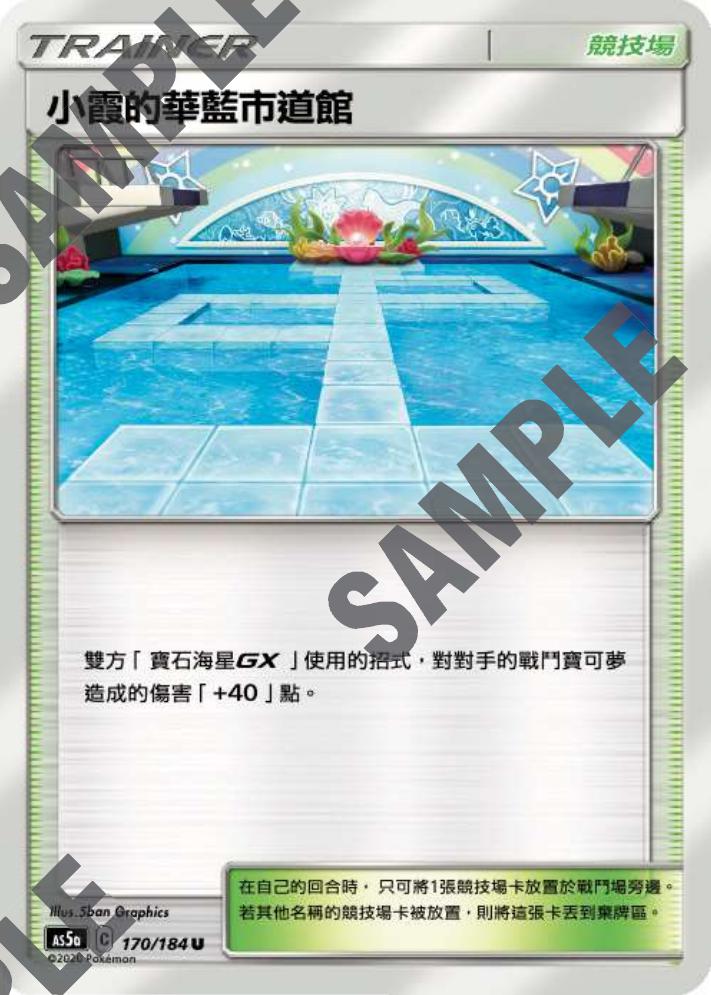 SAMPLE
TRAINER
競技場
小霞的華藍市道館
SAMPLE
雙方「寶石海星GX」使用的招式，對對手的戰鬥寶可夢
造成的傷害「+40」點。
在自己的回合時， 只可將1張競技場卡放置於戰鬥場旁邊。
若其他名稱的競技場卡被放置，則將這張卡丟到棄牌區。
Illus.5ban Graphics
AS5a C 170/184 U
©2020 Pokémon
SAMPLE